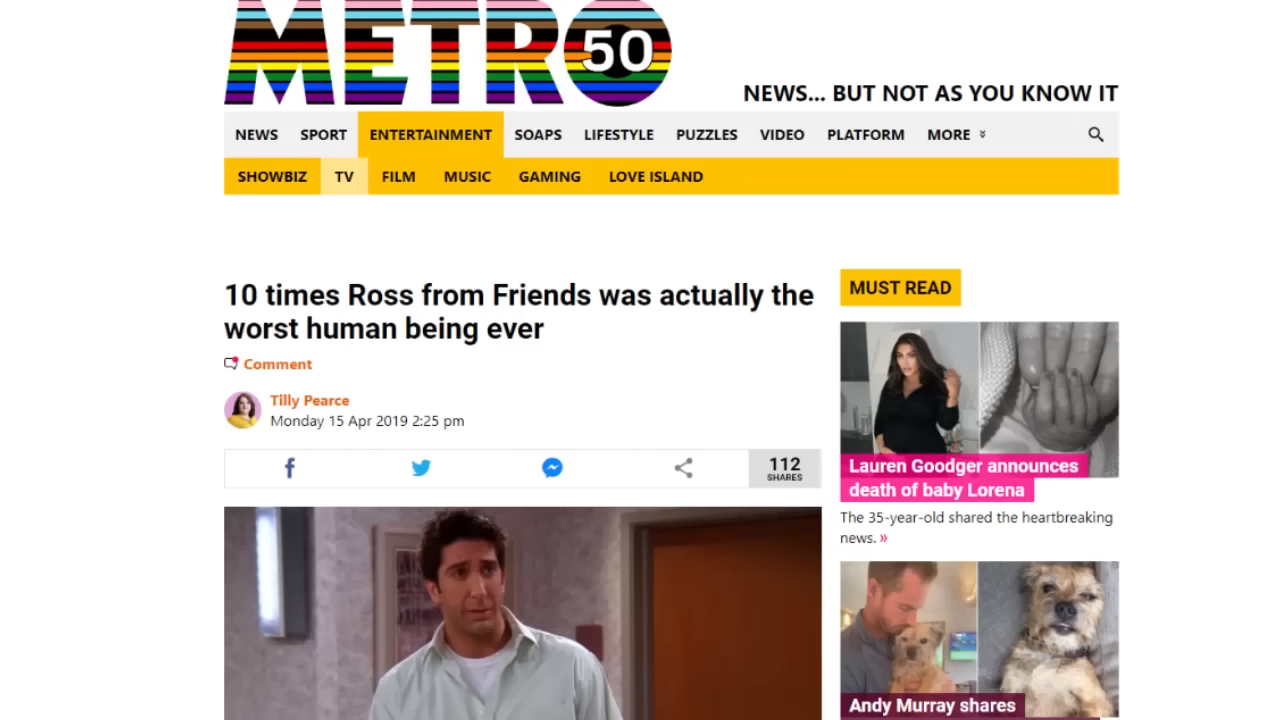 METRO 50
NEWS... BUT NOT AS YOU KNOW IT
NEWS SPORT ENTERTAINMENT SOAPS LIFESTYLE PUZZLES VIDEO PLATFORM MORE
SHOWBIZ TV FILM MUSIC GAMING LOVE ISLAND
10 times Ross from Friends was actually the
worst human being ever
Comment
Tilly Pearce
Monday 15 Apr 2019 2:25 pm
112
SHARES
MUST READ
Lauren Goodger announces
death of baby Lorena
The 35-year-old shared the heartbreaking
news. »
Andy Murray shares